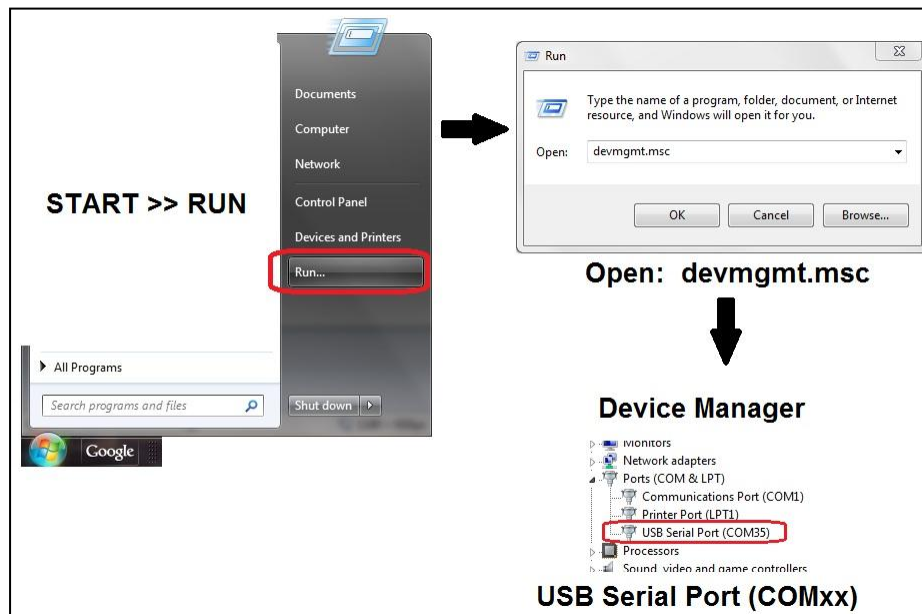 START >> RUN
Documents
Computer
Network
Control Panel
Devices and Printers
Run...
All Programs
Search programs and files
Shut down
Google
Run
Type the name of a program, folder, document, or Internet
resource, and Windows will open it for you.
Open: devmgmt.msc
OK Cancel Browse...
Open: devmgmt.msc
Device Manager
Monitors
Network adapters
Ports (COM & LPT)
Communications Port (COM1)
Printer Port (LPT1)
USB Serial Port (COM35)
Processors
Sound, video and game controllers
USB Serial Port (COMxx)